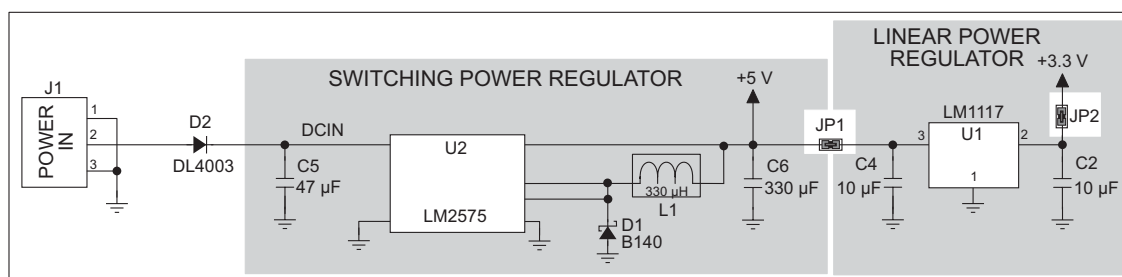 LINEAR POWER
REGULATOR
SWITCHING POWER REGULATOR
+3.3 V
+5 V
J1
POWER
IN
1
2
3
D2
DL4003
DCIN
C5
47 µF
U2
LM2575
330 µH
L1
D1
B140
C6
330 µF
JP1
C4
10 µF
LM1117
U1
3
2
1
JP2
C2
10 µF